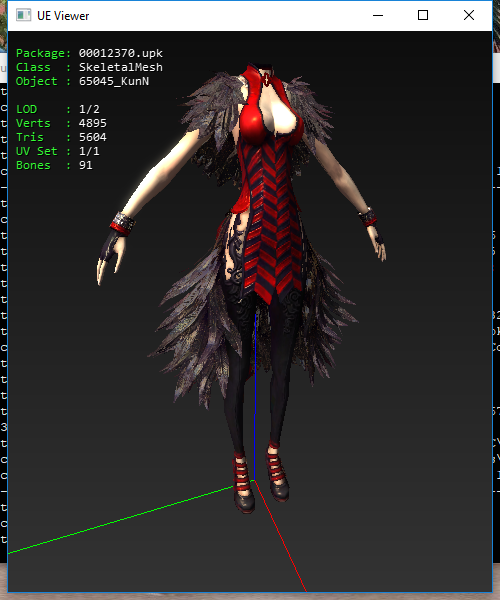 UE Viewer
Package: 00012370.upk
Class : SkeletalMesh
Object : 65045_KunN
LOD : 1/2
Verts : 4895
Tris : 5604
UV Set : 1/1
Bones : 91